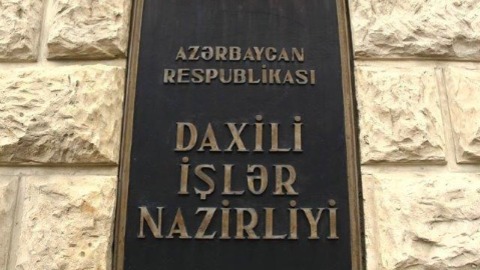 AZƏRBAYCAN
RESPUBLİKASI
DAXİLİ
İŞLƏR
NAZİRLİYİ